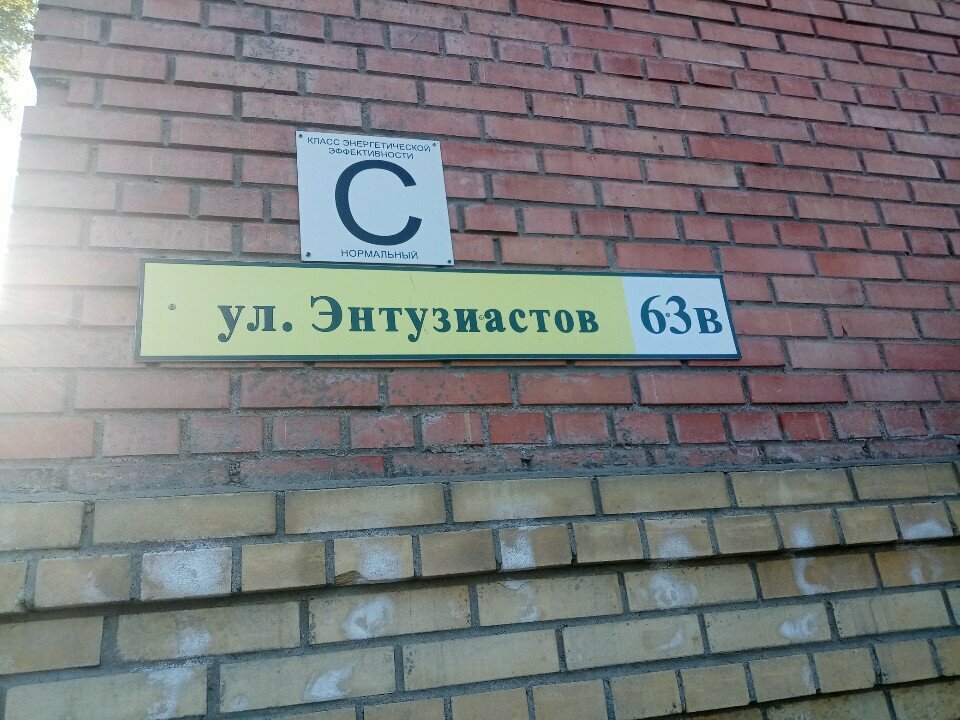 КЛАСС ЭНЕРГЕТИЧЕСКОЙ
ЭФФЕКТИВНОСТИ
С
НОРМАЛЬНЫЙ
ул. Энтузиастов 63в